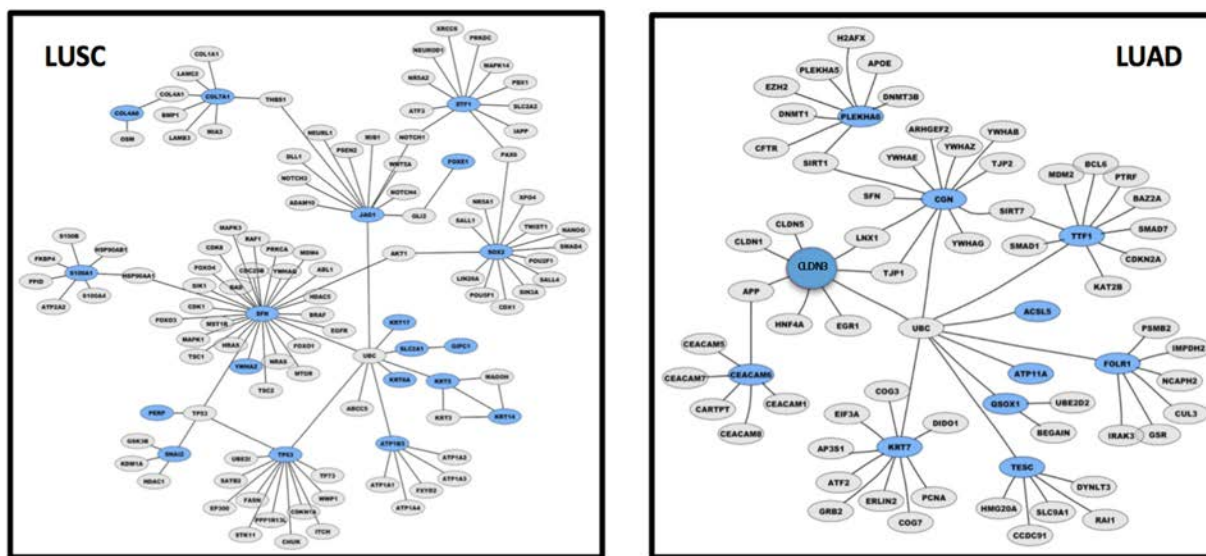 LUSC
COL1A1
LAMC2
COL4A1
COL7A1
COL4A6
BMP1
THBS1
OSM
LAMB3
MIA3
XRCC6
NEUROD1
PRKDC
NR5A2
MAPK14
PBX1
STF1
SLC2A2
ATF3
IAPP
NEURL1
MIB1
NOTCH1
PSEN2
DLL1
WNT5A
FOXE1
PAX6
NOTCH3
NOTCH4
ADAM10
JAG1
GLI2
NR5A1
XPO4
SALL1
TWIST1
NANOG
SOX2
SMAD4
AKT1
POU2F1
LIN28A
SALL4
POU5F1
SIN3A
CDX1
MAPK3
CDK8
RAF1
PRKCA
MDM4
FOXO4
CDC25B
YWHAG
ABL1
SIK1
BAD
HDAC5
CDK1
SFN
BRAF
FOXO3
MST1R
EGFR
MAPK1
HRAS
FOXO1
TSC1
YWHAZ
NRAS
MTOR
TSC2
S100B
HSP90AB1
FKBP4
S100A1
HSP90AA1
PPID
S100A4
ATP2A2
KRT17
UBC
SLC2A1
GJPC1
KRT6A
KRT5
MAGOH
ABCC5
KRT3
KRT14
PERP
TP53
GSK3B
SNAI2
KDM1A
HDAC1
UBE2I
TP63
TP73
SATB2
FASN
MMP1
EP300
CDKN1A
PPP1R13L
ITCH
STK11
CHUK
ATP1B3
ATP1A2
ATP1A3
ATP1A1
FXYD2
ATP1A4
LUAD
H2AFX
PLEKHA5
APOE
EZH2
DNMT3B
DNMT1
PLEKHA6
CFTR
SIRT1
ARHGEF2
YWHAB
YWHAZ
YWHAE
TJP2
SFN
CGN
LNX1
YWHAG
SIRT7
TJP1
MDM2
BCL6
PTRF
BAZ2A
TTF1
SMAD7
SMAD1
CDKN2A
KAT2B
CLDN5
CLDN1
CLDN3
APP
HNF4A
EGR1
UBC
ACSL5
CEACAM5
CEACAM7
CEACAM6
CARTPT
CEACAM1
CEACAM8
ATP11A
QSOX1
UBE2D2
BEGAIN
PSMB2
IMPDH2
FOLR1
NCAPH2
CUL3
IRAK3
GSR
COG3
EIF3A
DIDO1
AP3S1
KRT7
ATF2
PCNA
ERLIN2
GRB2
COG7
TESC
DYNLT3
HMG20A
SLC9A1
RAI1
CCDC91